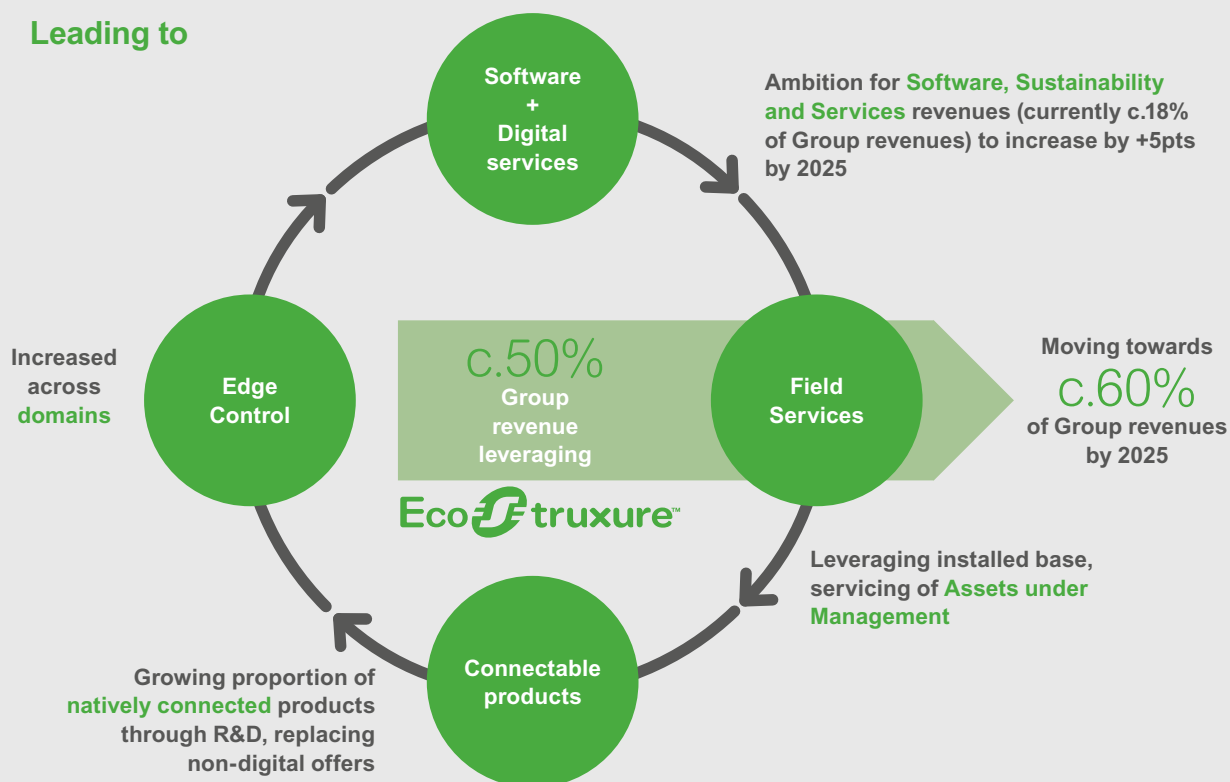 Leading to
Software
+
Digital
services
Ambition for Software, Sustainability
and Services revenues (currently c.18%
of Group revenues) to increase by +5pts
by 2025
Increased
across
domains
Edge
Control
c.50%
Group
revenue
leveraging
EcoStruxure™
Field
Services
Moving towards
c.60%
of Group revenues
by 2025
Leveraging installed base,
servicing of Assets under
Management
Connectable
products
Growing proportion of
natively connected products
through R&D, replacing
non-digital offers